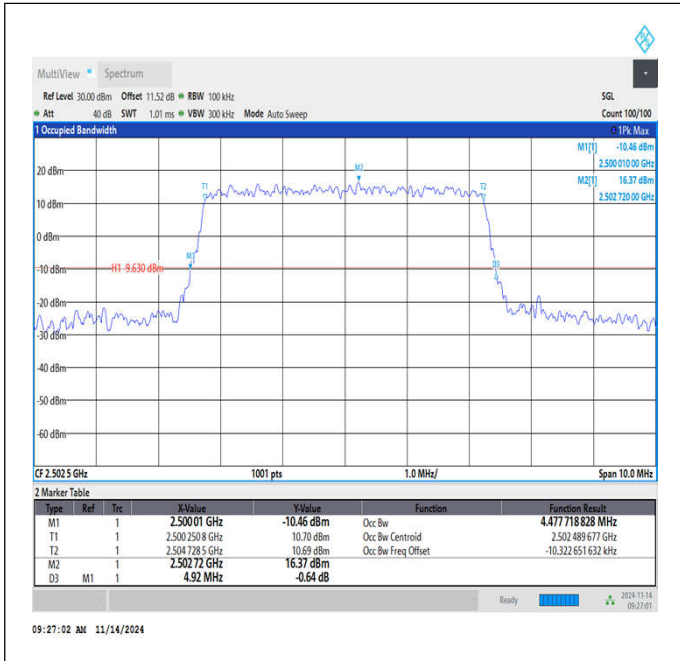 MultiView Spectrum
Ref Level 30.00 dBm Offset 11.52 dB RBW 100 kHz SGL
Att 40 dB SWT 1.01 ms VBW 300 kHz Mode Auto Sweep Count 100/100
1 Occupied Bandwidth 1Pk Max
M1[1] -10.46 dBm
2.500 010 00 GHz
M2[1] 16.37 dBm
2.502 720 00 GHz
M2
20 dBm
T1 T2
10 dBm
0 dBm
M1 D3
-10 dBm H1 -9.630 dBm
-20 dBm
-30 dBm
-40 dBm
-50 dBm
-60 dBm
CF 2.502 5 GHz 1001 pts 1.0 MHz/ Span 10.0 MHz
2 Marker Table
Type Ref Trc X-Value Y-Value Function Function Result
M1 1 2.500 01 GHz -10.46 dBm Occ Bw 4.477 718 828 MHz
T1 1 2.500 250 8 GHz 10.70 dBm Occ Bw Centroid 2.502 489 677 GHz
T2 1 2.504 728 5 GHz 10.69 dBm Occ Bw Freq Offset -10.322 651 632 kHz
M2 1 2.502 72 GHz 16.37 dBm
D3 M1 1 4.92 MHz -0.64 dB
Ready 2024-11-14
09:27:01
09:27:02 AM 11/14/2024